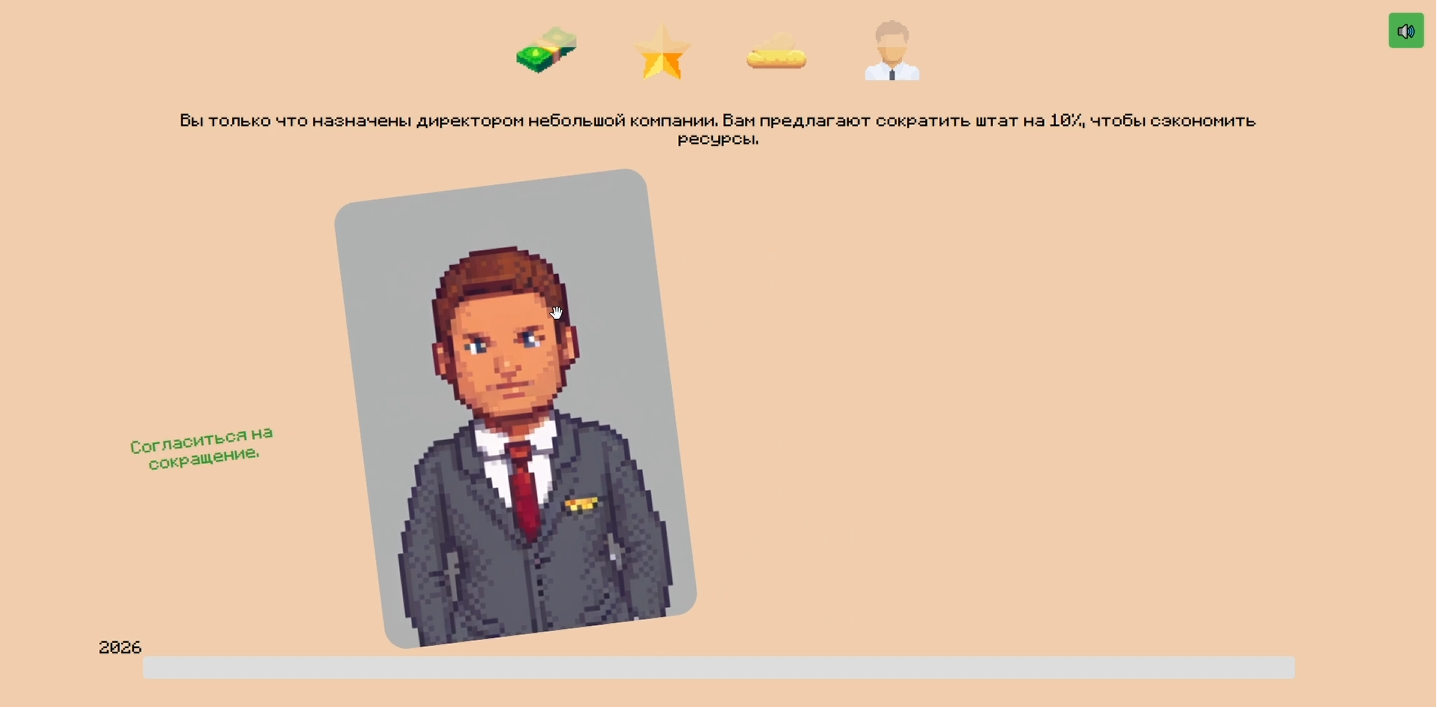 Вы только что назначены директором небольшой компании. Вам предлагают сократить штат на 10%, чтобы сэкономить
ресурсы.
Согласиться на
сокращение.
2026